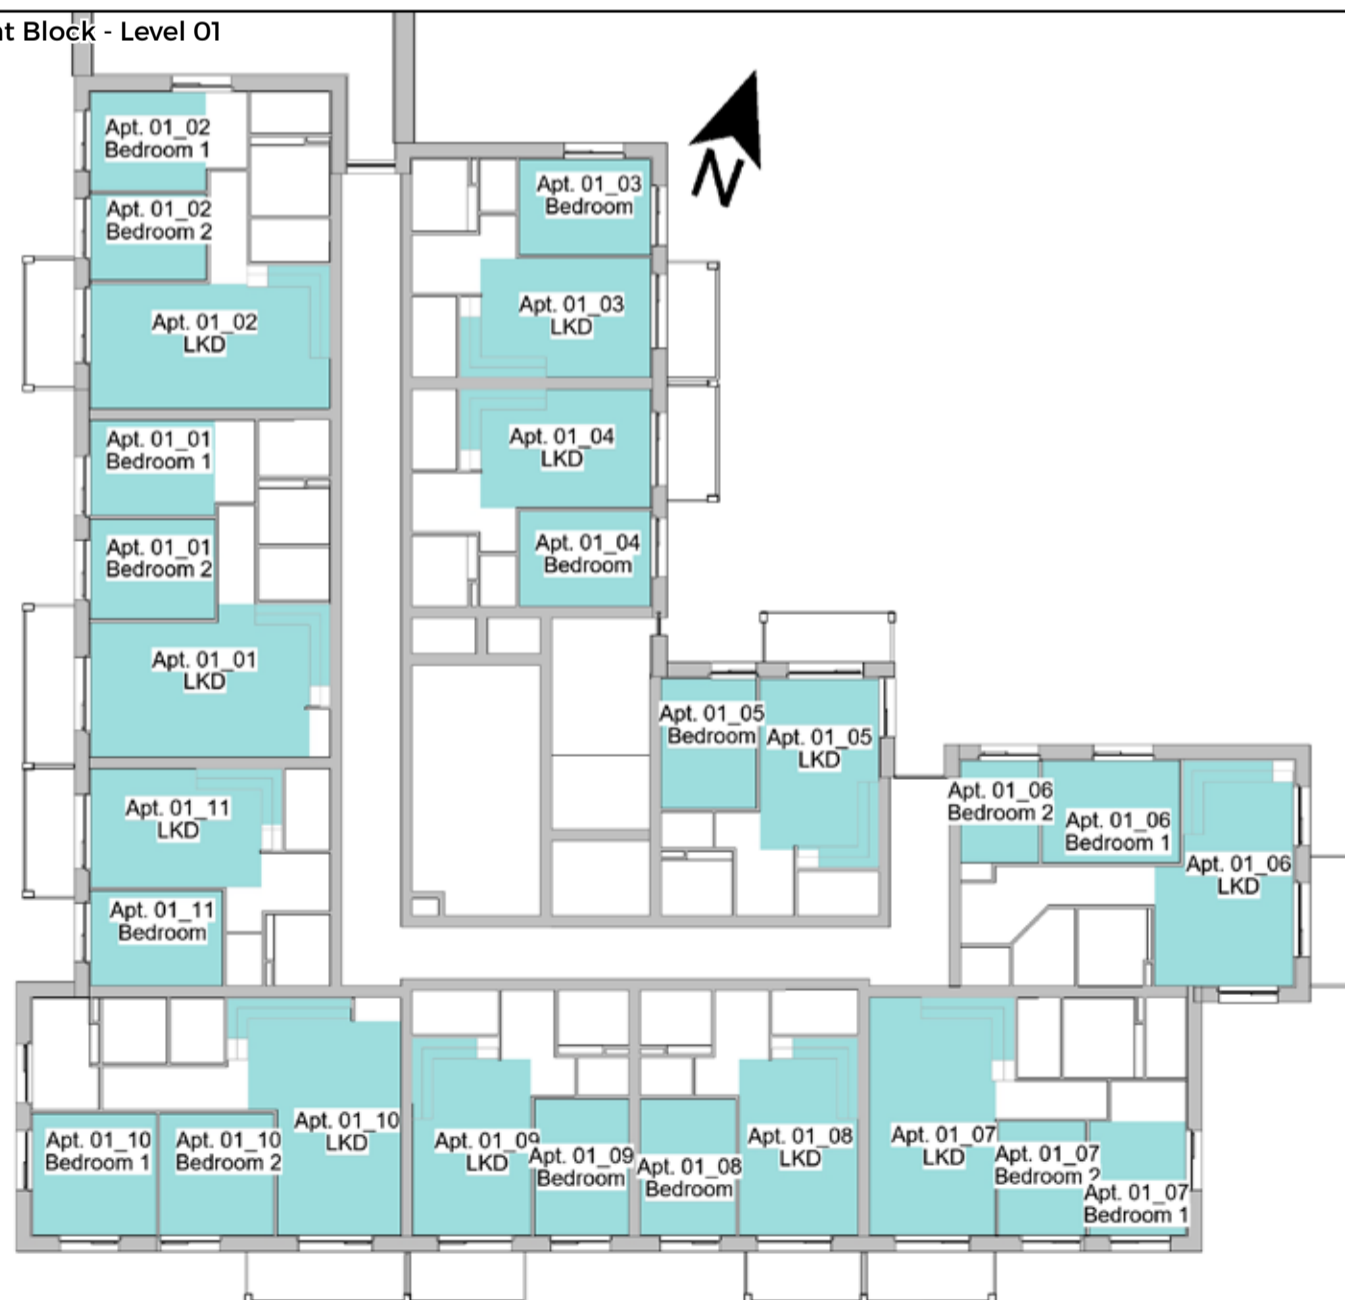 nt Block - Level 01
N
Apt. 01_02
Bedroom 1
Apt. 01_02
Bedroom 2
Apt. 01_02
LKD
Apt. 01_03
Bedroom
Apt. 01_03
LKD
Apt. 01_04
LKD
Apt. 01_04
Bedroom
Apt. 01_01
Bedroom 1
Apt. 01_01
Bedroom 2
Apt. 01_01
LKD
Apt. 01_05
Bedroom
Apt. 01_05
LKD
Apt. 01_06
Bedroom 2
Apt. 01_06
Bedroom 1
Apt. 01_06
LKD
Apt. 01_11
LKD
Apt. 01_11
Bedroom
Apt. 01_10
Bedroom 1
Apt. 01_10
Bedroom 2
Apt. 01_10
LKD
Apt. 01_09
LKD
Apt. 01_09
Bedroom
Apt. 01_08
Bedroom
Apt. 01_08
LKD
Apt. 01_07
LKD
Apt. 01_07
Bedroom 2
Apt. 01_07
Bedroom 1